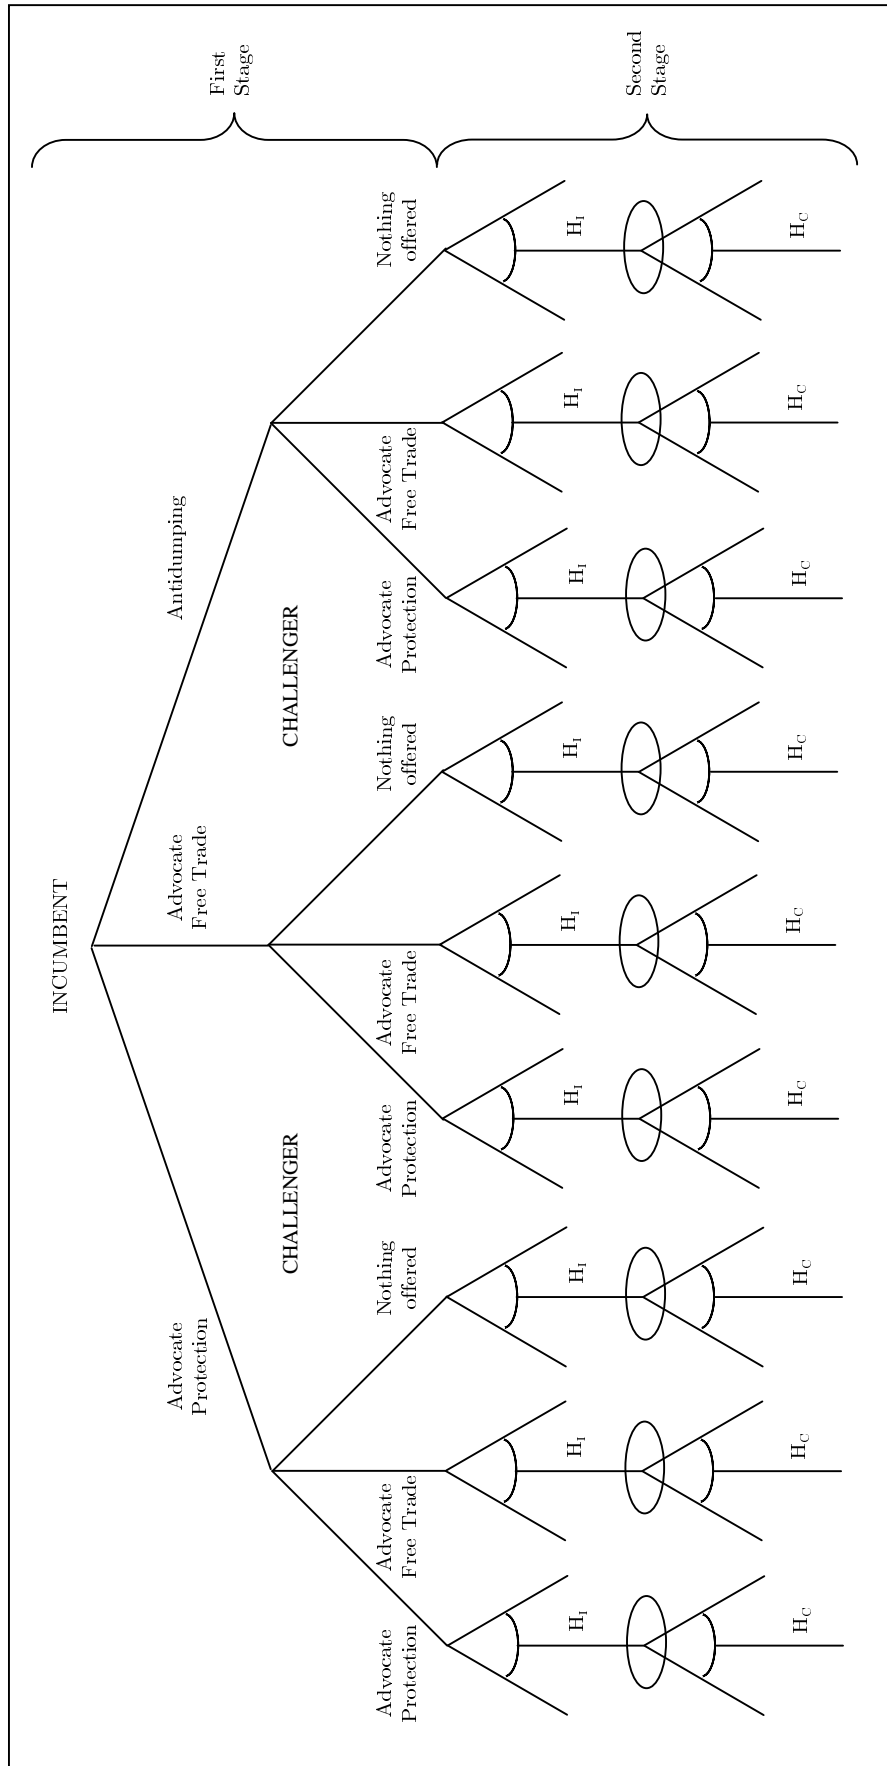 INCUMBENT
First
Stage
Advocate
Protection
Advocate
Free Trade
Antidumping
CHALLENGER
CHALLENGER
Advocate
Protection
Advocate
Free Trade
Nothing
offered
Advocate
Protection
Advocate
Free Trade
Nothing
offered
Advocate
Protection
Advocate
Free Trade
Nothing
offered
Second
Stage
H_I
H_I
H_I
H_I
H_I
H_I
H_I
H_I
H_I
H_C
H_C
H_C
H_C
H_C
H_C
H_C
H_C
H_C